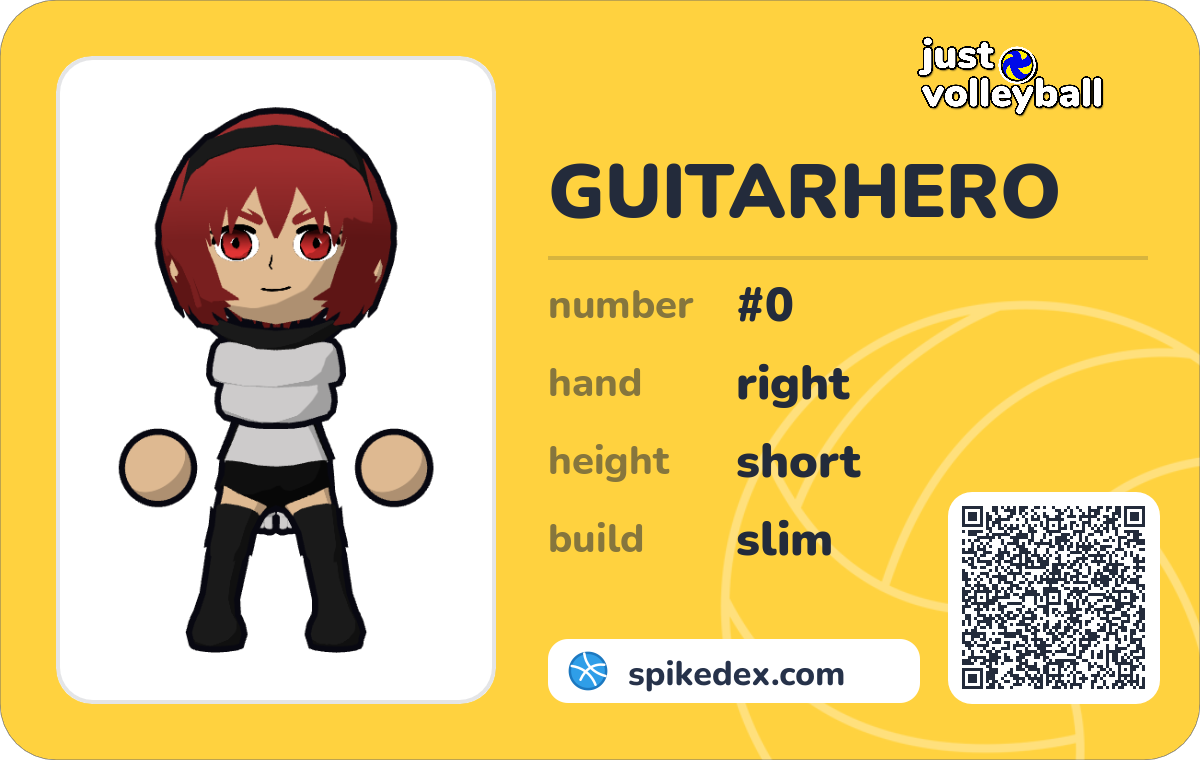 just
volleyball
GUITARHERO
number #0
hand right
height short
build slim
spikedex.com